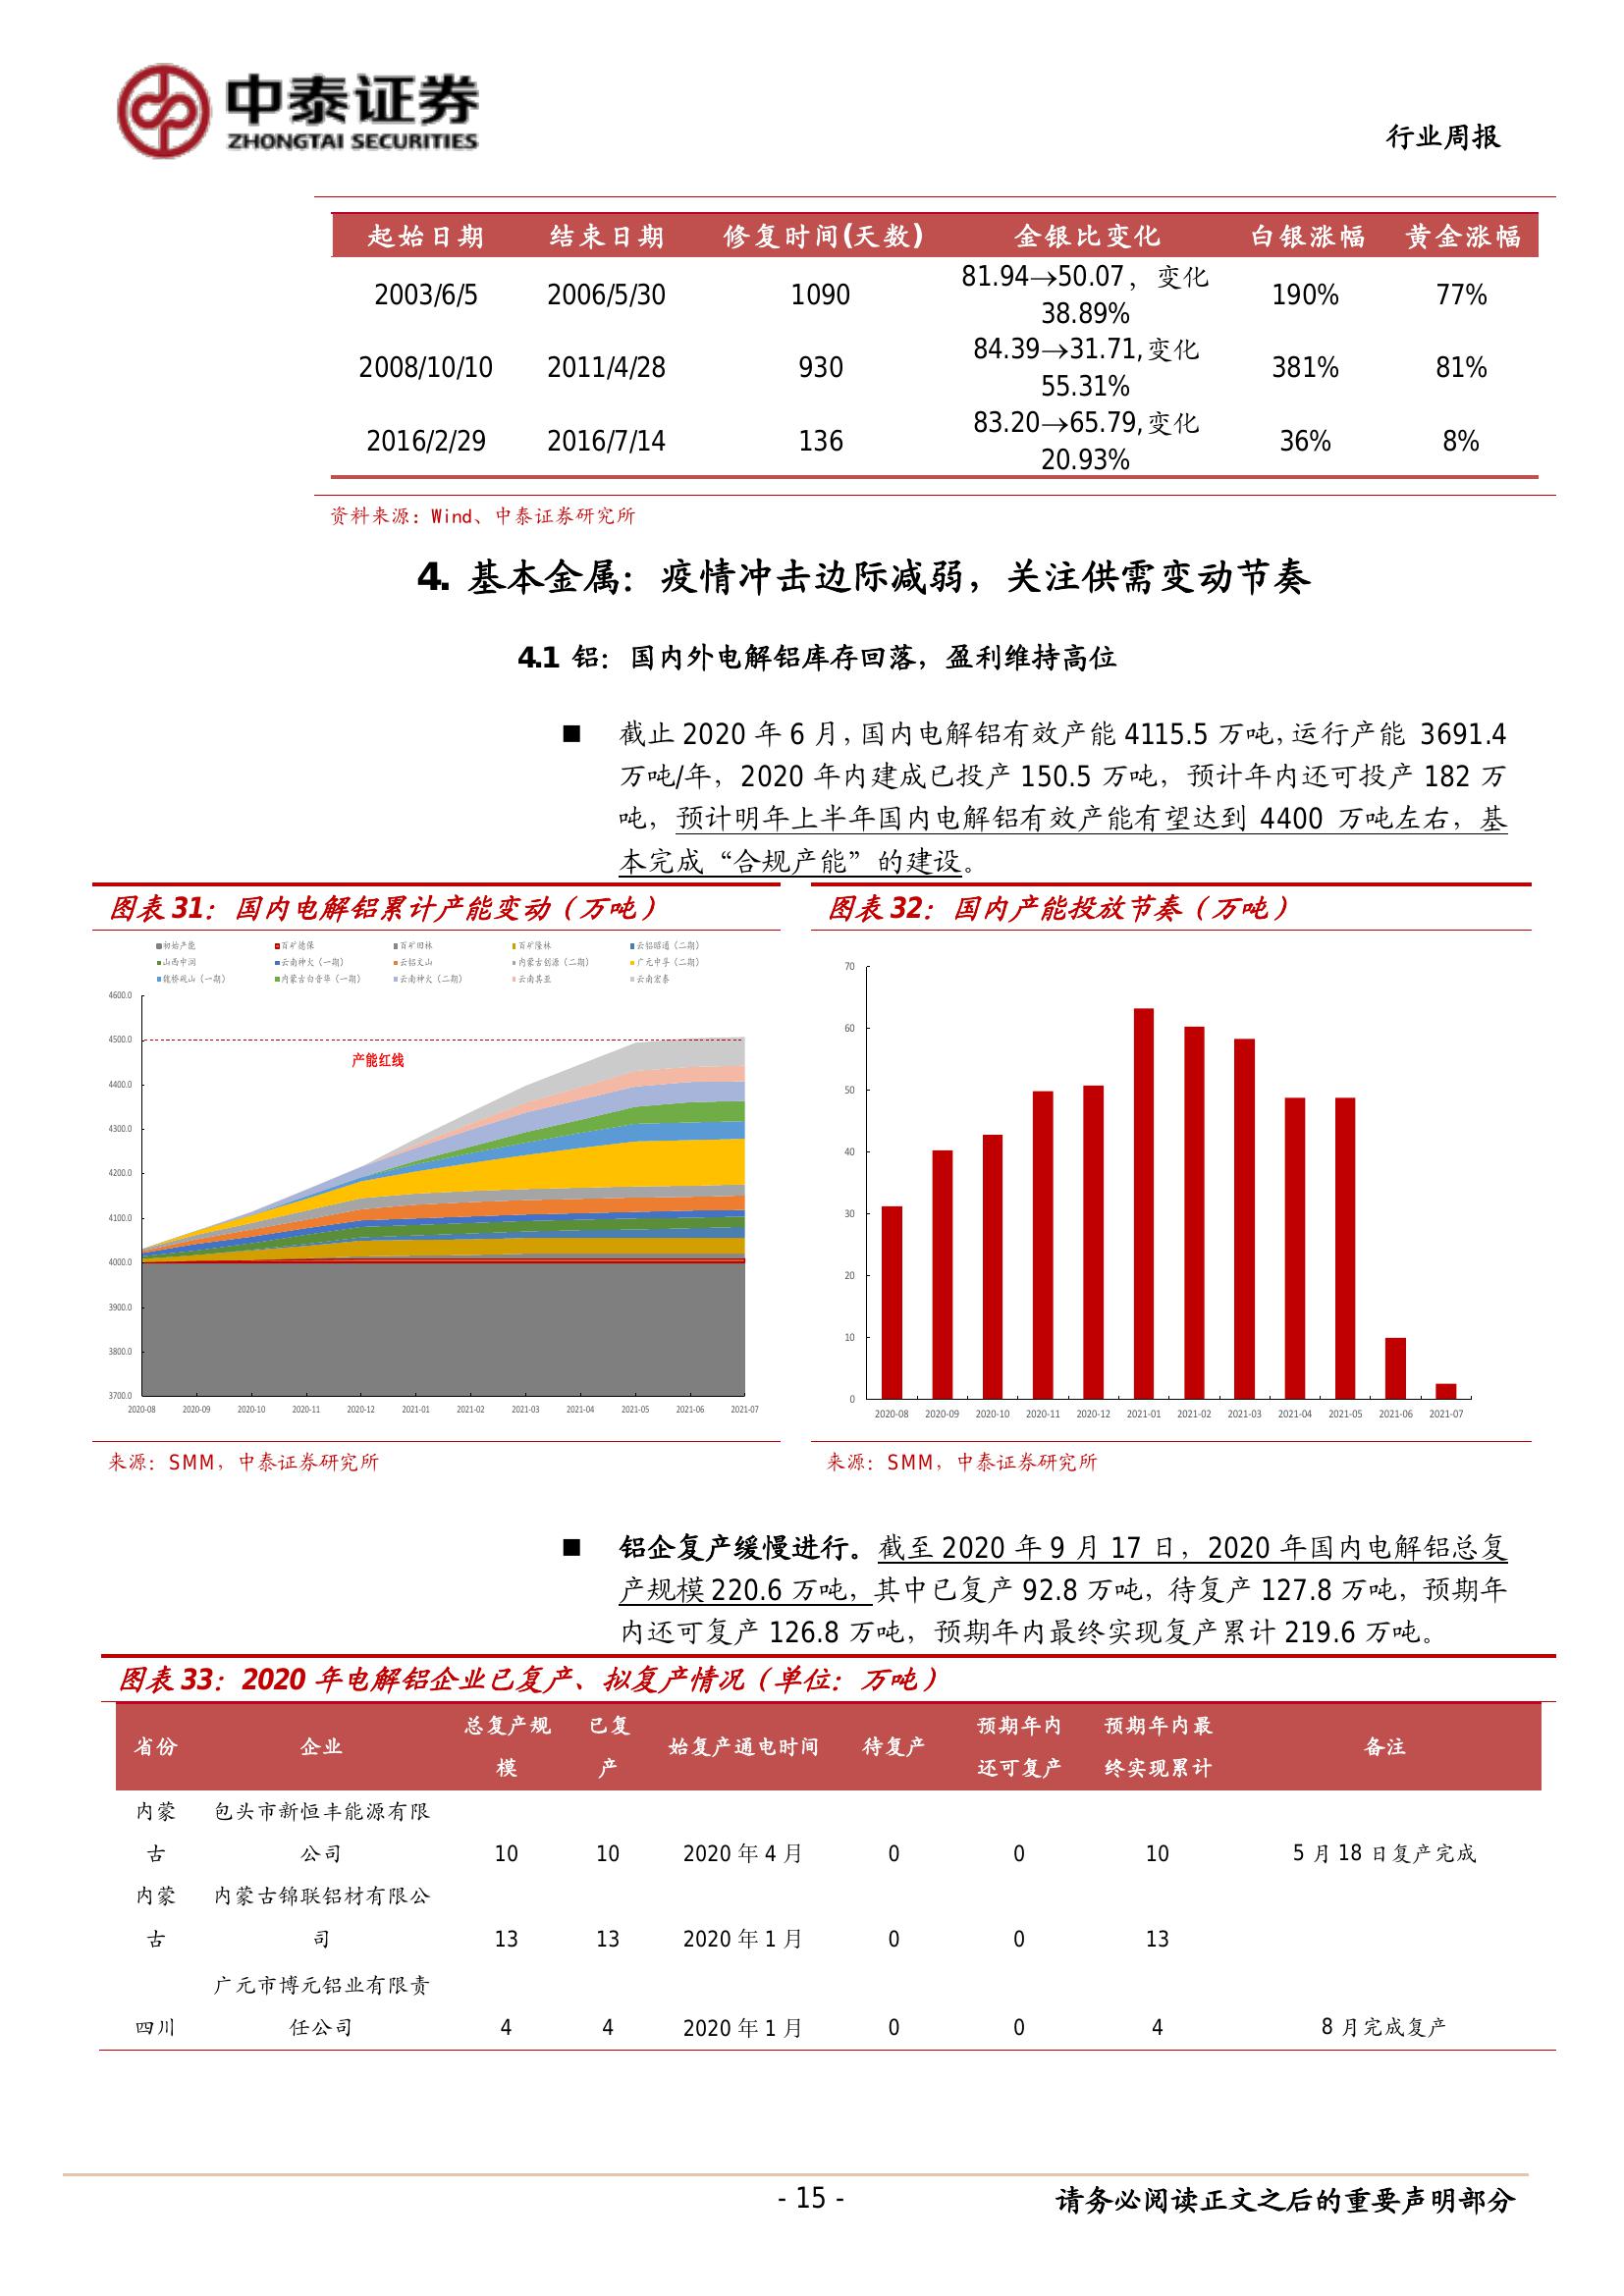 中泰证券
ZHONGTAI SECURITIES
行业周报
起始日期 结束日期 修复时间(天数) 金银比变化 白银涨幅 黄金涨幅
2003/6/5 2006/5/30 1090 81.94→50.07，变化38.89% 190% 77%
2008/10/10 2011/4/28 930 84.39→31.71,变化55.31% 381% 81%
2016/2/29 2016/7/14 136 83.20→65.79,变化20.93% 36% 8%
资料来源：Wind、中泰证券研究所
4. 基本金属：疫情冲击边际减弱，关注供需变动节奏
4.1 铝：国内外电解铝库存回落，盈利维持高位
■ 截止 2020 年 6 月，国内电解铝有效产能 4115.5 万吨，运行产能 3691.4
万吨/年，2020 年内建成已投产 150.5 万吨，预计年内还可投产 182 万
吨，预计明年上半年国内电解铝有效产能有望达到 4400 万吨左右，基
本完成“合规产能”的建设。
图表 31：国内电解铝累计产能变动（万吨）
初始产能 百矿德保 百矿田林 百矿隆林 云铝昭通（二期）
山西中润 云南神火（一期） 云铝文山 内蒙古创源（二期） 广元中孚（二期）
魏桥砚山（一期） 内蒙古白音华（一期） 云南神火（二期） 云南其亚 云南宏泰
4600.0
4500.0
产能红线
4400.0
4300.0
4200.0
4100.0
4000.0
3900.0
3800.0
3700.0
2020-08 2020-09 2020-10 2020-11 2020-12 2021-01 2021-02 2021-03 2021-04 2021-05 2021-06 2021-07
来源：SMM，中泰证券研究所
图表 32：国内产能投放节奏（万吨）
70
60
50
40
30
20
10
0
2020-08 2020-09 2020-10 2020-11 2020-12 2021-01 2021-02 2021-03 2021-04 2021-05 2021-06 2021-07
来源：SMM，中泰证券研究所
■ 铝企复产缓慢进行。截至 2020 年 9 月 17 日，2020 年国内电解铝总复
产规模 220.6 万吨，其中已复产 92.8 万吨，待复产 127.8 万吨，预期年
内还可复产 126.8 万吨，预期年内最终实现复产累计 219.6 万吨。
图表 33：2020 年电解铝企业已复产、拟复产情况（单位：万吨）
省份 企业 总复产规模 已复产 始复产通电时间 待复产 预期年内还可复产 预期年内最终实现累计 备注
内蒙古 包头市新恒丰能源有限公司 10 10 2020 年 4 月 0 0 10 5 月 18 日复产完成
内蒙古 内蒙古锦联铝材有限公司 13 13 2020 年 1 月 0 0 13
四川 广元市博元铝业有限责任公司 4 4 2020 年 1 月 0 0 4 8 月完成复产
- 15 -
请务必阅读正文之后的重要声明部分